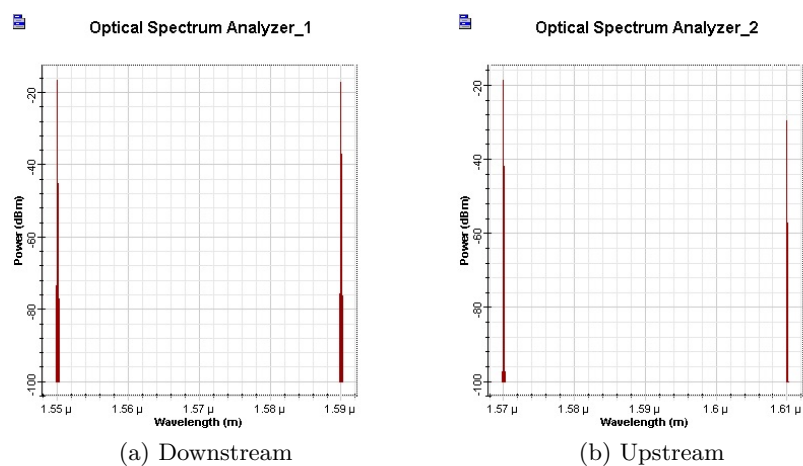 Optical Spectrum Analyzer_1
Power (dBm)
-20
-40
-60
-80
-100
1.55 µ 1.56 µ 1.57 µ 1.58 µ 1.59 µ
Wavelength (m)
(a) Downstream
Optical Spectrum Analyzer_2
Power (dBm)
-20
-40
-60
-80
-100
1.57 µ 1.58 µ 1.59 µ 1.6 µ 1.61 µ
Wavelength (m)
(b) Upstream